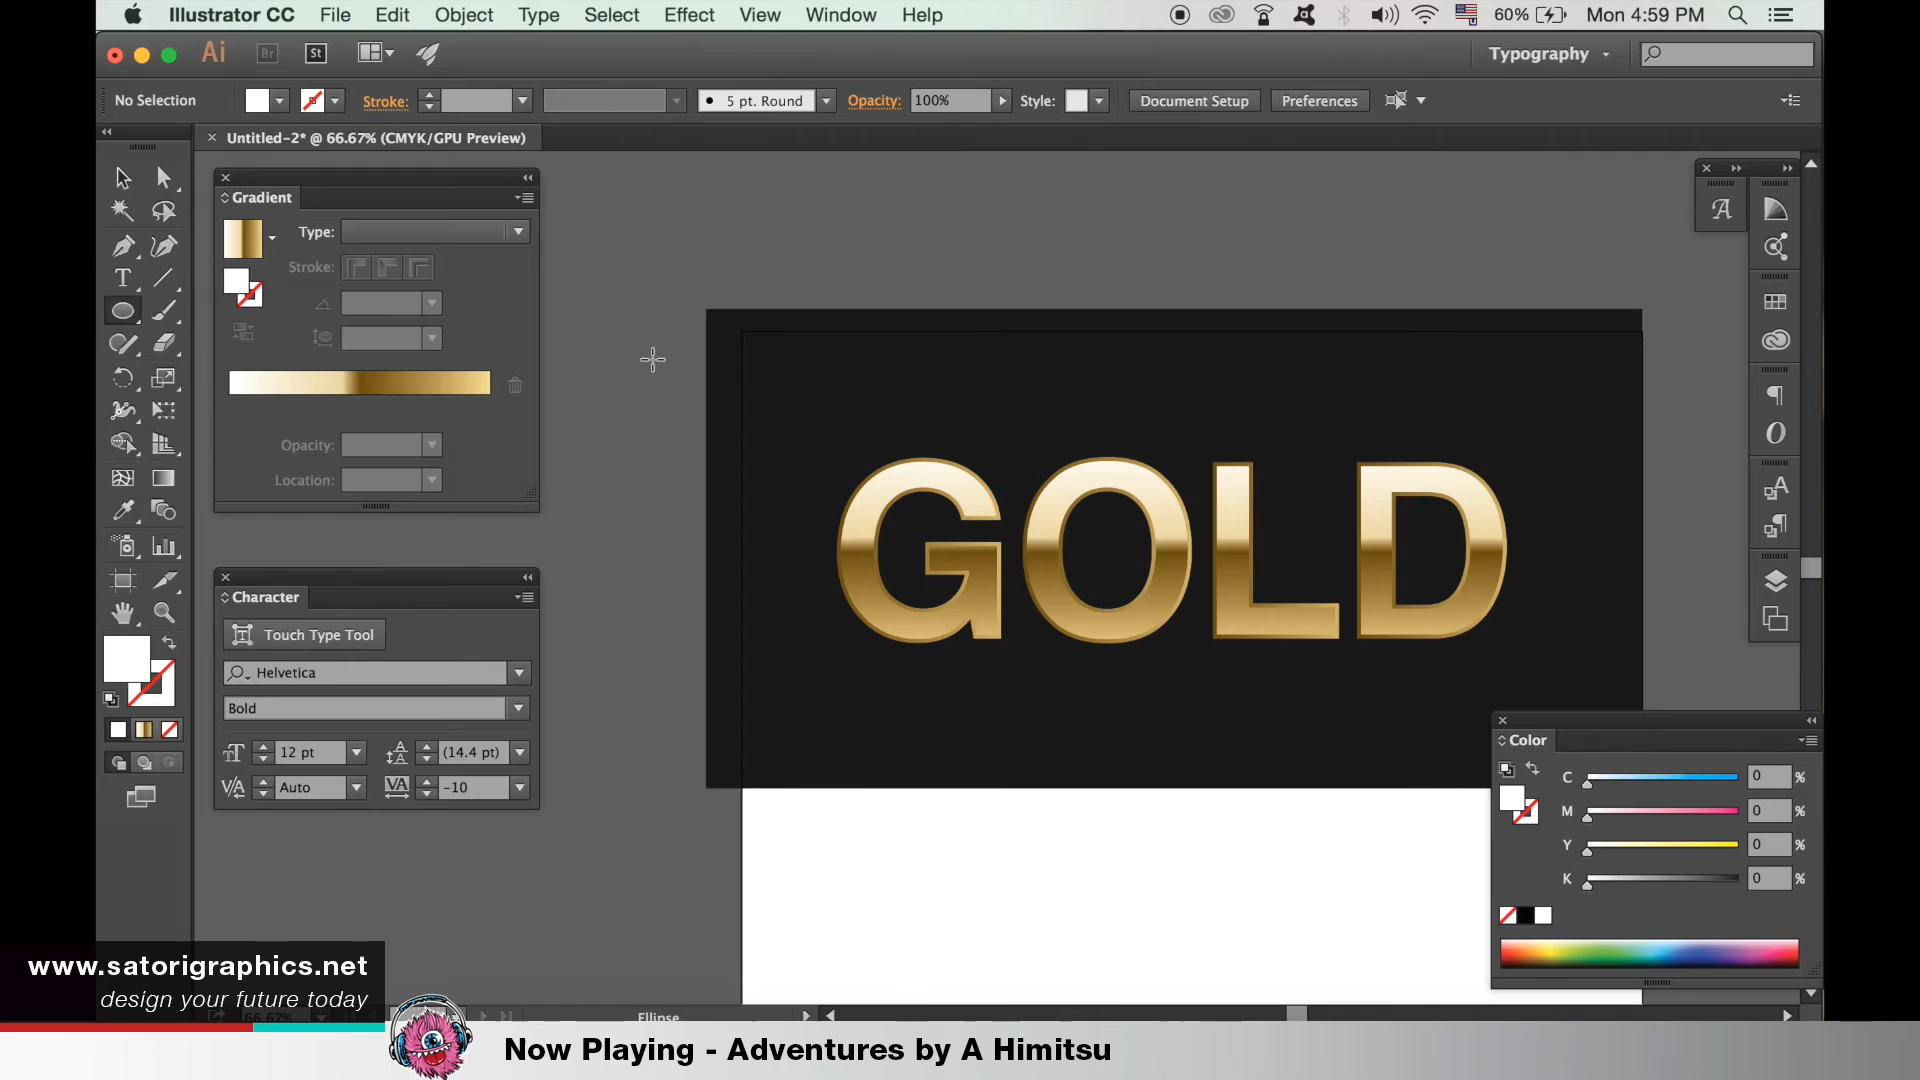 Illustrator CC File Edit Object Type Select Effect View Window Help 60% Mon 4:59 PM
Ai Br St Typography
No Selection Stroke: 5 pt. Round Opacity: 100% Style: Document Setup Preferences
× Untitled-2* @ 66.67% (CMYK/GPU Preview)
Gradient
Type:
Stroke:
Opacity:
Location:
Character
Touch Type Tool
Helvetica
Bold
12 pt (14.4 pt)
Auto -10
GOLD
Color
C 0 %
M 0 %
Y 0 %
K 0 %
66.67% Ellipse
www.satorigraphics.net
design your future today
Now Playing - Adventures by A Himitsu